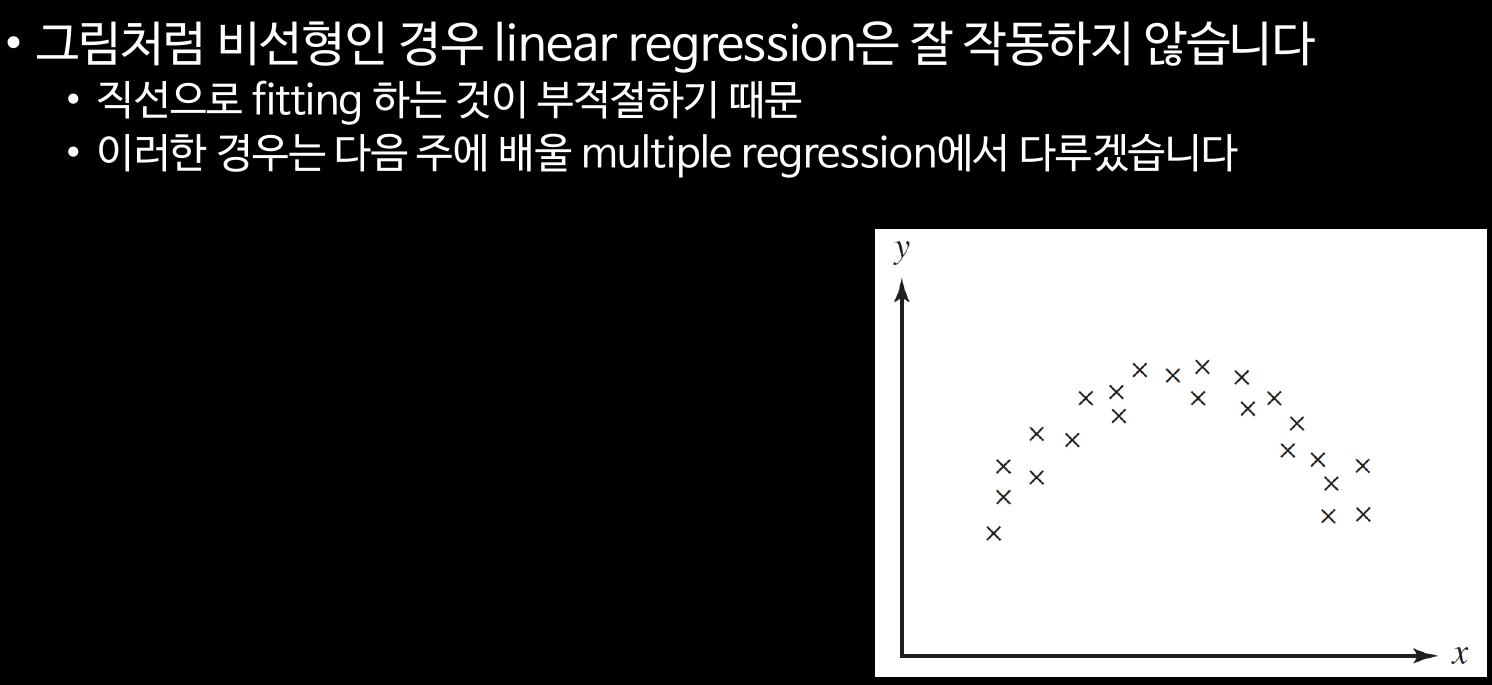 • 그림처럼 비선형인 경우 linear regression은 잘 작동하지 않습니다
• 직선으로 fitting 하는 것이 부적절하기 때문
• 이러한 경우는 다음 주에 배울 multiple regression에서 다루겠습니다
y
x